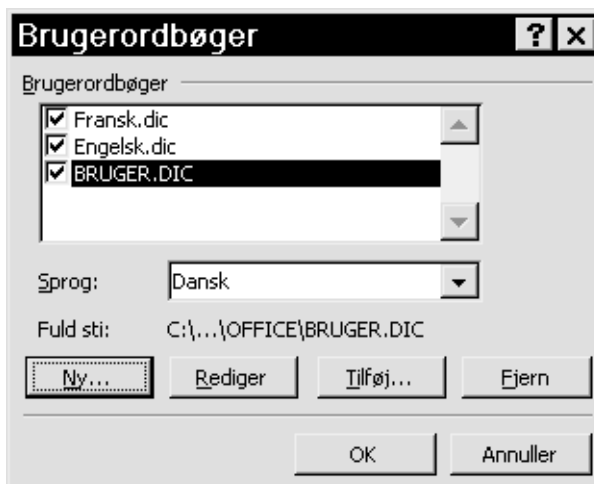 Brugerordbøger
Brugerordbøger
Fransk.dic
Engelsk.dic
BRUGER.DIC
Sprog: Dansk
Fuld sti: C:\...\OFFICE\BRUGER.DIC
Ny... Rediger Tilføj... Fjern
OK Annuller